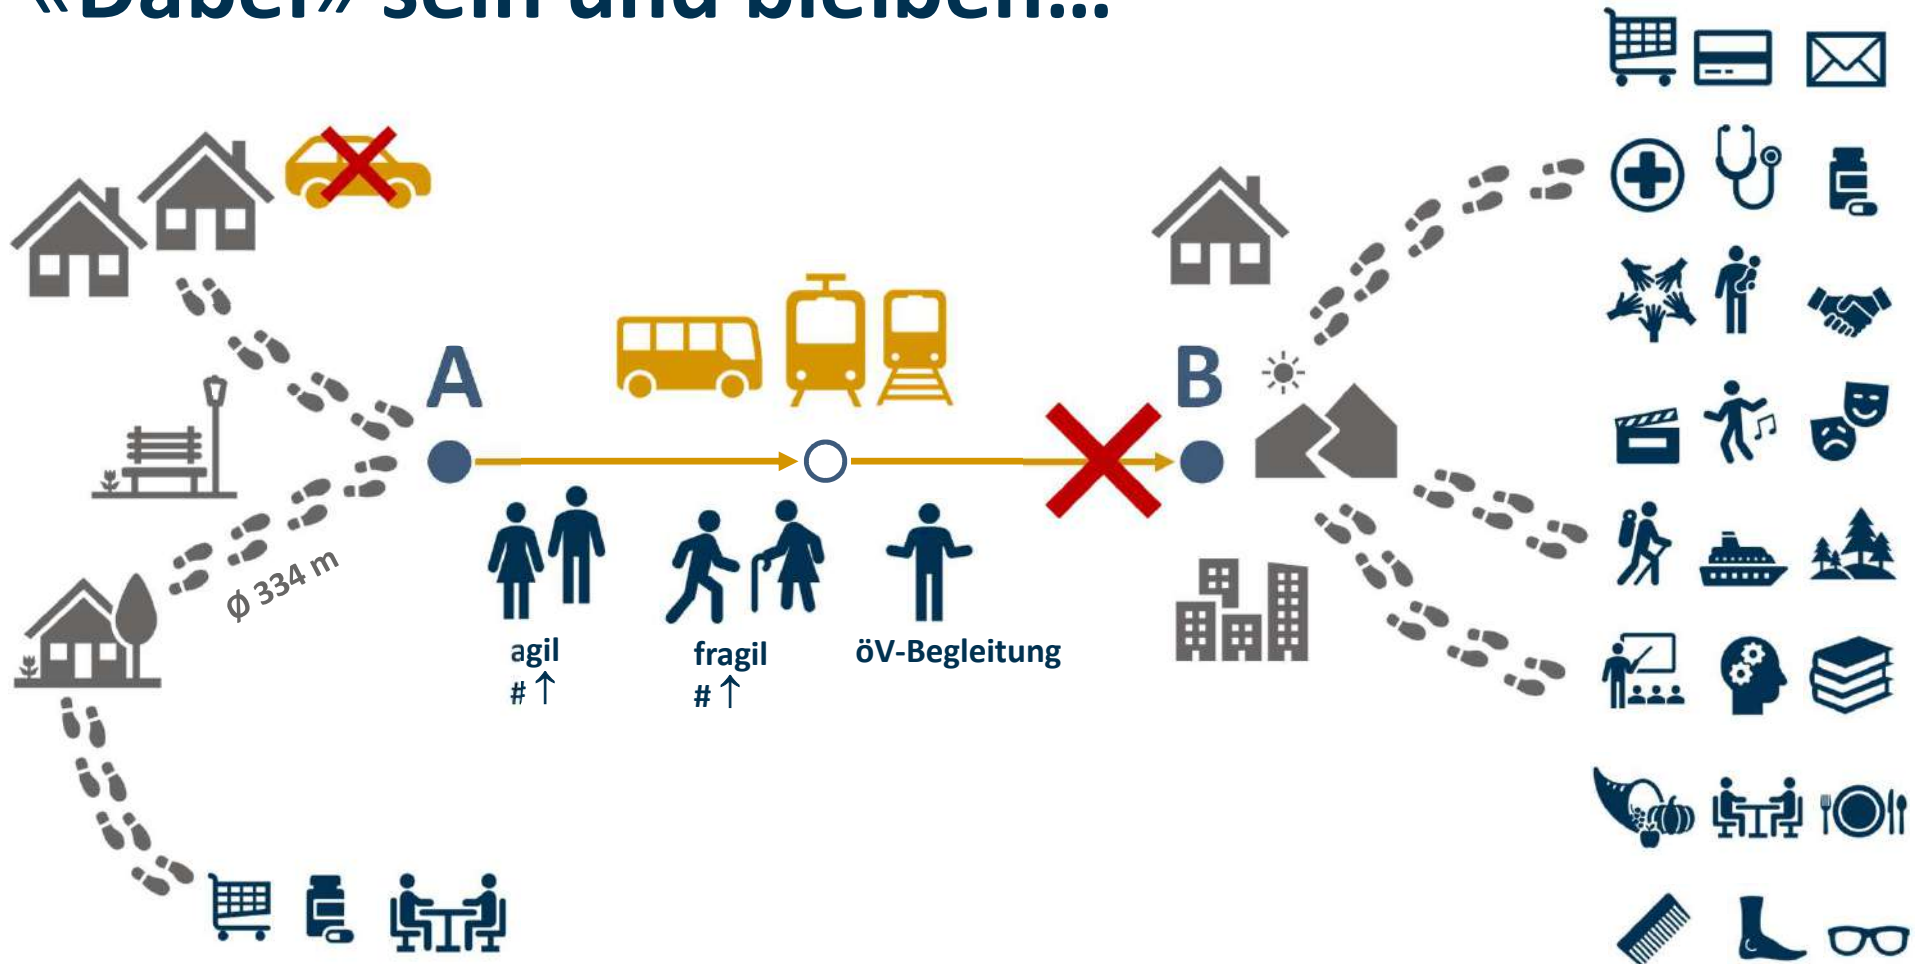 «Dabei» sein und bleiben...
A
B
Ø 334 m
agil
# ↑
fragil
# ↑
öV-Begleitung